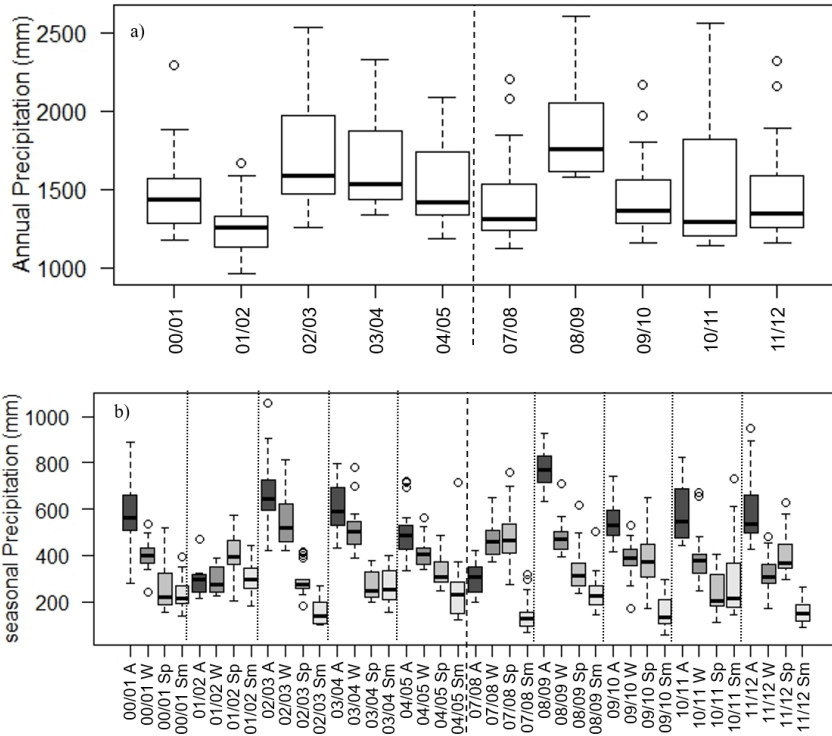 a)
Annual Precipitation (mm)
2500
2000
1500
1000
00/01
01/02
02/03
03/04
04/05
07/08
08/09
09/10
10/11
11/12
b)
seasonal Precipitation (mm)
1000
800
600
400
200
00/01 A
00/01 W
00/01 Sp
00/01 Sm
01/02 A
01/02 W
01/02 Sp
01/02 Sm
02/03 A
02/03 W
02/03 Sp
02/03 Sm
03/04 A
03/04 W
03/04 Sp
03/04 Sm
04/05 A
04/05 W
04/05 Sp
04/05 Sm
07/08 A
07/08 W
07/08 Sp
07/08 Sm
08/09 A
08/09 W
08/09 Sp
08/09 Sm
09/10 A
09/10 W
09/10 Sp
09/10 Sm
10/11 A
10/11 W
10/11 Sp
10/11 Sm
11/12 A
11/12 W
11/12 Sp
11/12 Sm